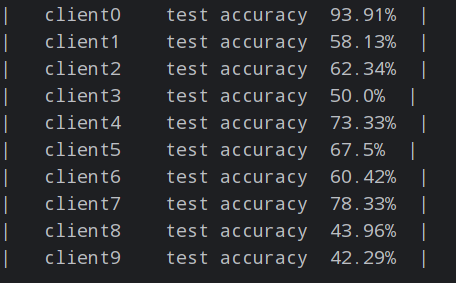 |   client0    test accuracy  93.91%  |
|   client1    test accuracy  58.13%  |
|   client2    test accuracy  62.34%  |
|   client3    test accuracy  50.0%  |
|   client4    test accuracy  73.33%  |
|   client5    test accuracy  67.5%  |
|   client6    test accuracy  60.42%  |
|   client7    test accuracy  78.33%  |
|   client8    test accuracy  43.96%  |
|   client9    test accuracy  42.29%  |